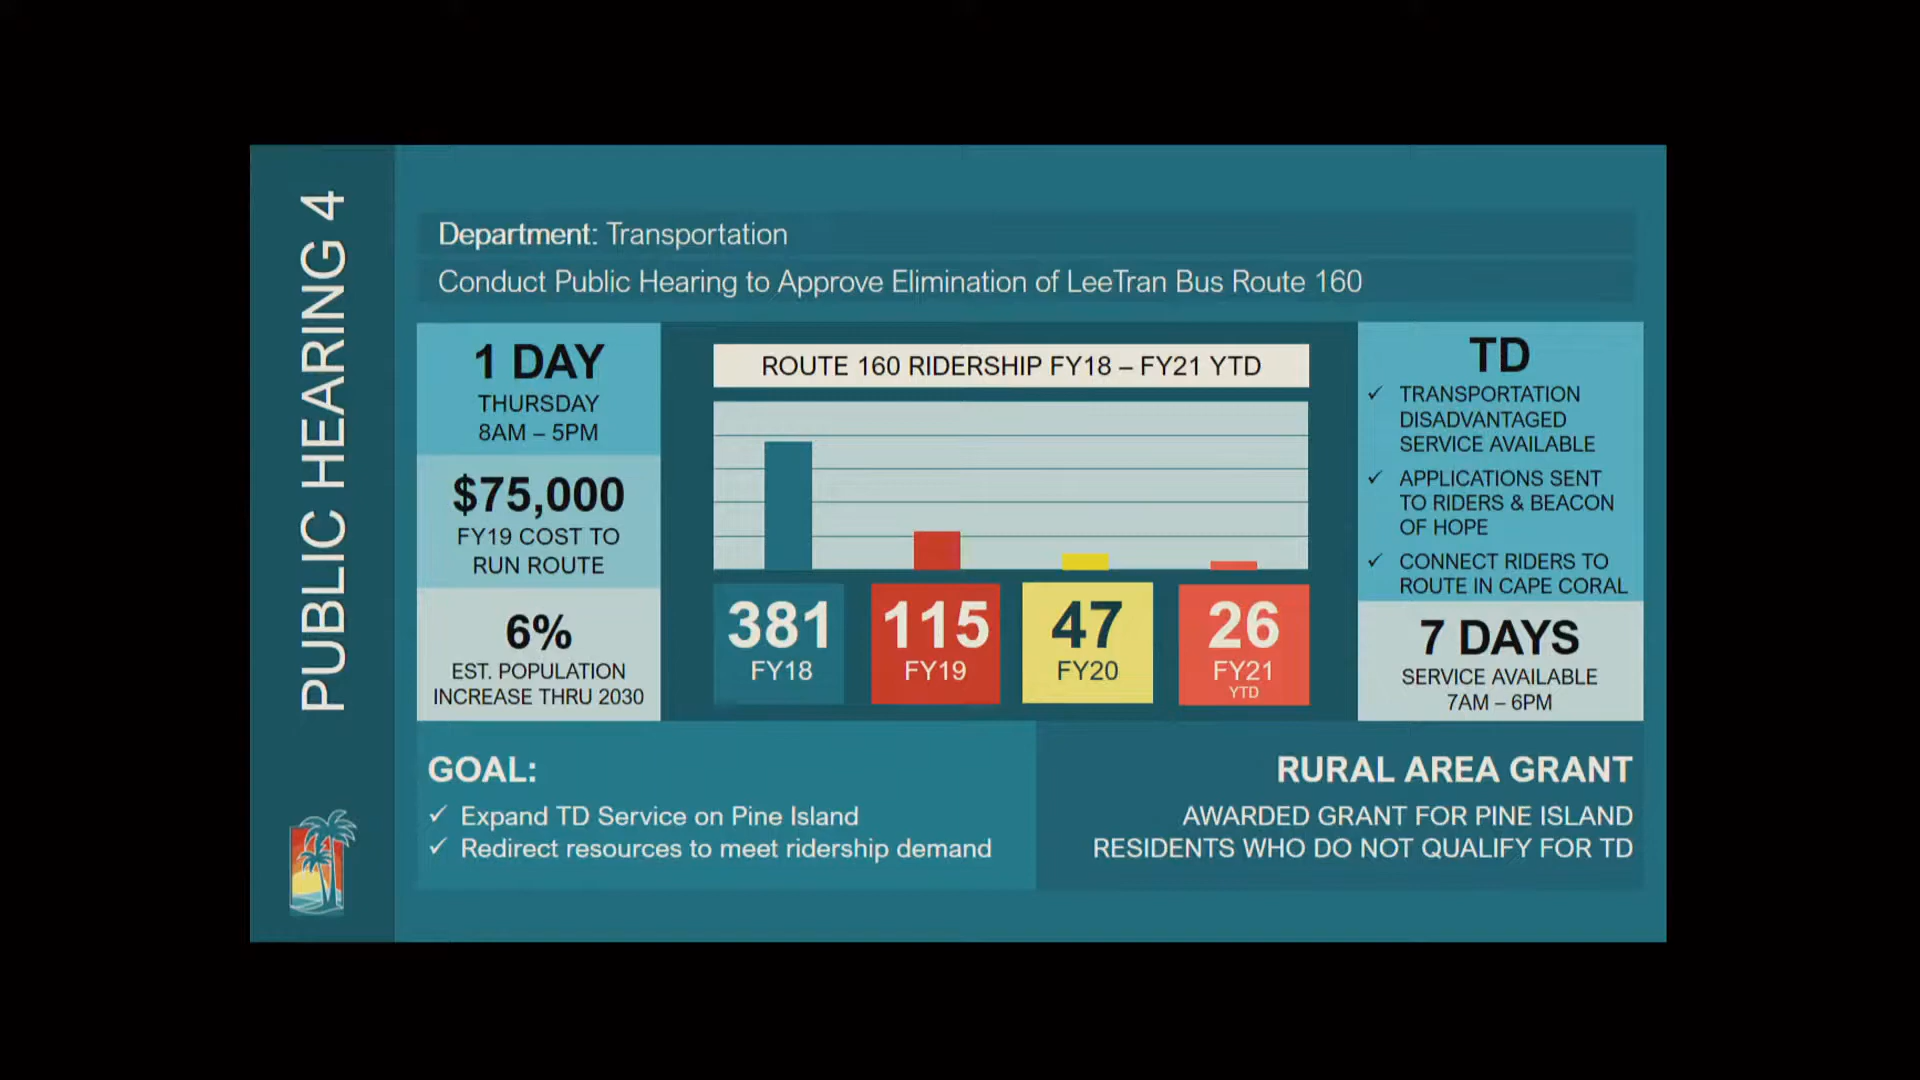 PUBLIC HEARING 4
Department: Transportation
Conduct Public Hearing to Approve Elimination of LeeTran Bus Route 160
1 DAY
THURSDAY
8AM – 5PM
$75,000
FY19 COST TO
RUN ROUTE
6%
EST. POPULATION
INCREASE THRU 2030
ROUTE 160 RIDERSHIP FY18 – FY21 YTD
381
FY18
115
FY19
47
FY20
26
FY21
YTD
TD
✓ TRANSPORTATION
DISADVANTAGED
SERVICE AVAILABLE
✓ APPLICATIONS SENT
TO RIDERS & BEACON
OF HOPE
✓ CONNECT RIDERS TO
ROUTE IN CAPE CORAL
7 DAYS
SERVICE AVAILABLE
7AM – 6PM
GOAL:
✓ Expand TD Service on Pine Island
✓ Redirect resources to meet ridership demand
RURAL AREA GRANT
AWARDED GRANT FOR PINE ISLAND
RESIDENTS WHO DO NOT QUALIFY FOR TD